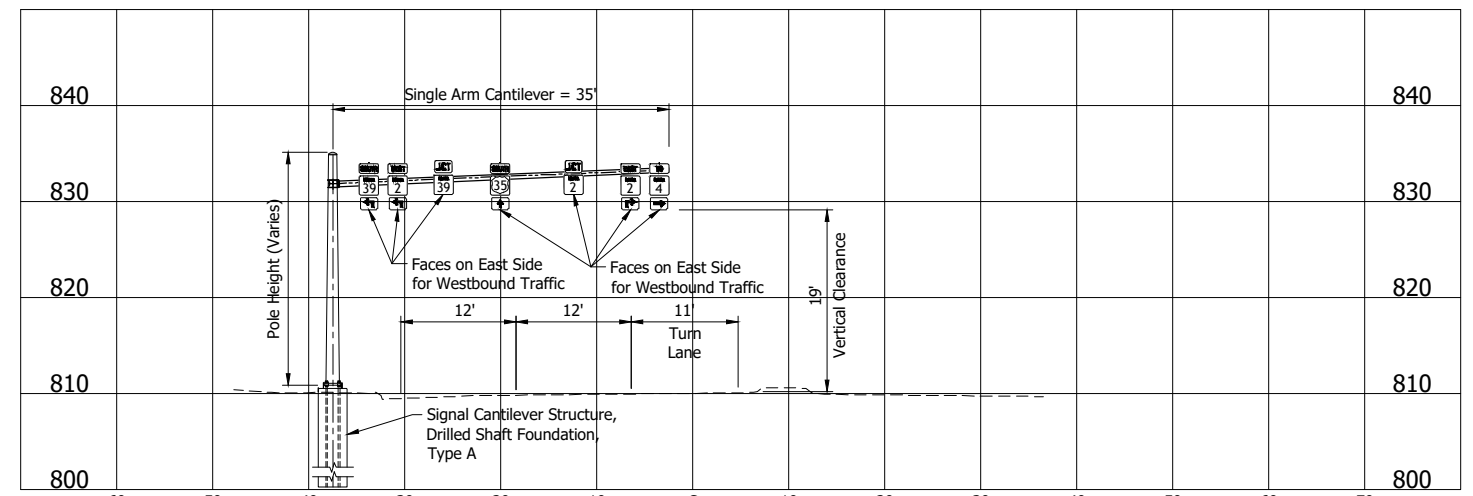 840
840
Single Arm Cantilever = 35'
JCT
JCT
TO
830
39
2
39
35
2
2
4
830
Pole Height (Varies)
Faces on East Side
for Westbound Traffic
Faces on East Side
for Westbound Traffic
820
820
12'
12'
11'
Turn
Lane
19'
Vertical Clearance
810
810
Signal Cantilever Structure,
Drilled Shaft Foundation,
Type A
800
800